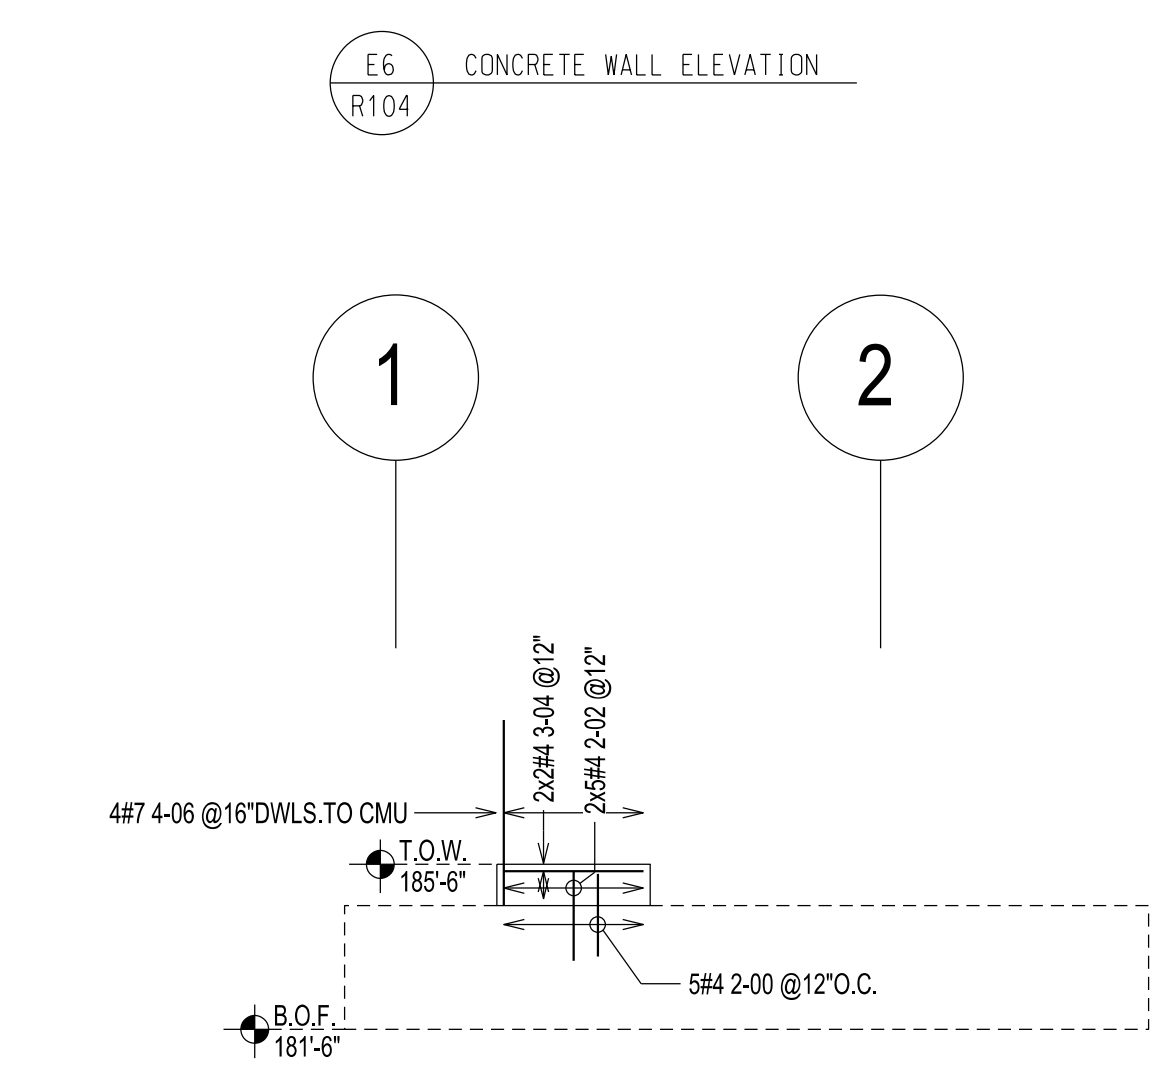 E6
R104
CONCRETE WALL ELEVATION
1
2
2x2#4 3-04 @12"
2x5#4 2-02 @12"
4#7 4-06 @16"DWLS.TO CMU
T.O.W.
185'-6"
5#4 2-00 @12"O.C.
B.O.F.
181'-6"